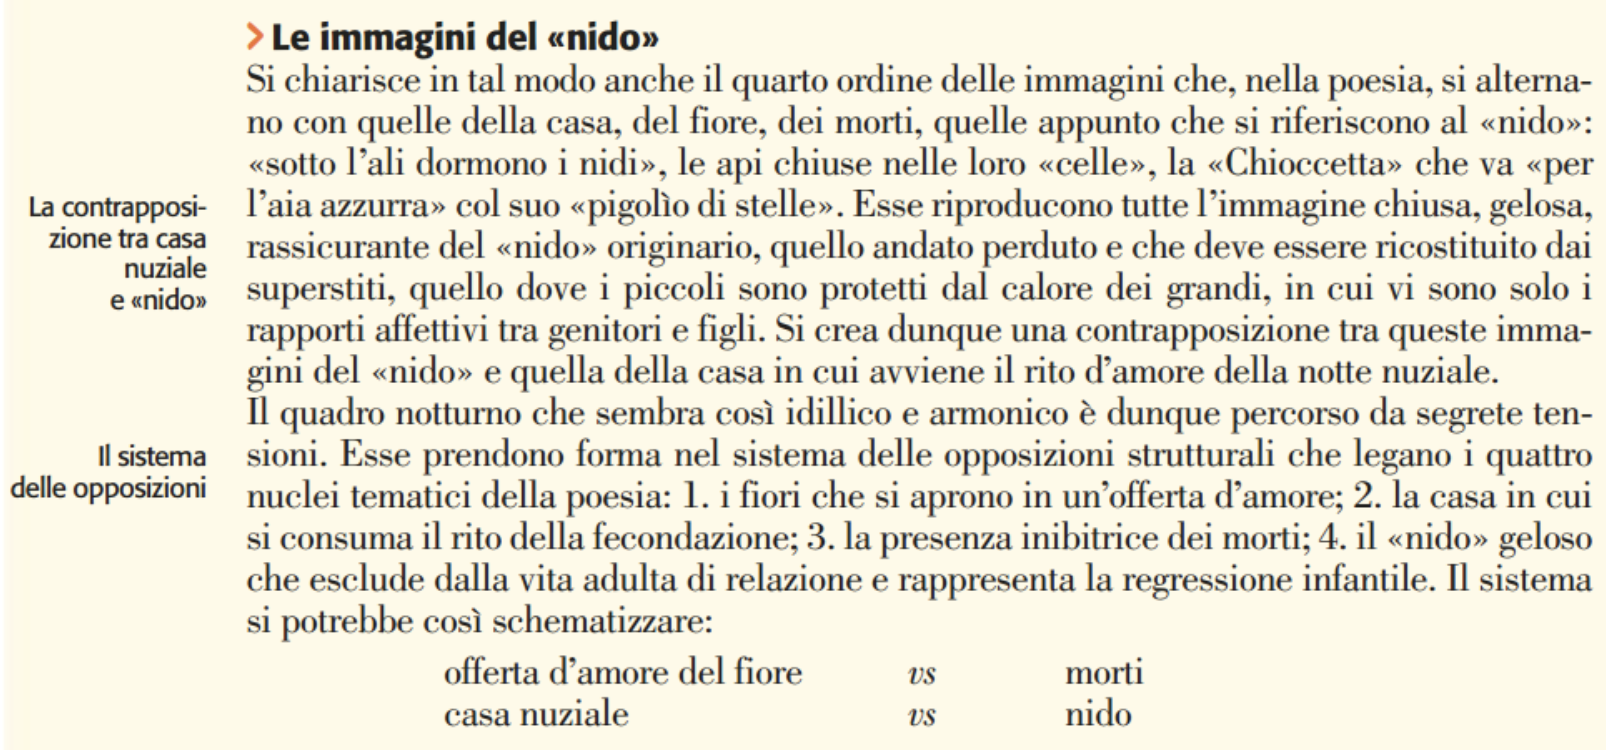 > Le immagini del «nido»
Si chiarisce in tal modo anche il quarto ordine delle immagini che, nella poesia, si alterna-
no con quelle della casa, del fiore, dei morti, quelle appunto che si riferiscono al «nido»:
«sotto l'ali dormono i nidi», le api chiuse nelle loro «celle», la «Chioccetta» che va «per
l'aia azzurra» col suo «pigolìo di stelle». Esse riproducono tutte l'immagine chiusa, gelosa,
rassicurante del «nido» originario, quello andato perduto e che deve essere ricostituito dai
superstiti, quello dove i piccoli sono protetti dal calore dei grandi, in cui vi sono solo i
rapporti affettivi tra genitori e figli. Si crea dunque una contrapposizione tra queste imma-
gini del «nido» e quella della casa in cui avviene il rito d'amore della notte nuziale.
La contrapposi-
zione tra casa
nuziale
e «nido»
Il quadro notturno che sembra così idillico e armonico è dunque percorso da segrete ten-
sioni. Esse prendono forma nel sistema delle opposizioni strutturali che legano i quattro
nuclei tematici della poesia: 1. i fiori che si aprono in un'offerta d'amore; 2. la casa in cui
si consuma il rito della fecondazione; 3. la presenza inibitrice dei morti; 4. il «nido» geloso
che esclude dalla vita adulta di relazione e rappresenta la regressione infantile. Il sistema
si potrebbe così schematizzare:
Il sistema
delle opposizioni
offerta d'amore del fiore vs morti
casa nuziale vs nido